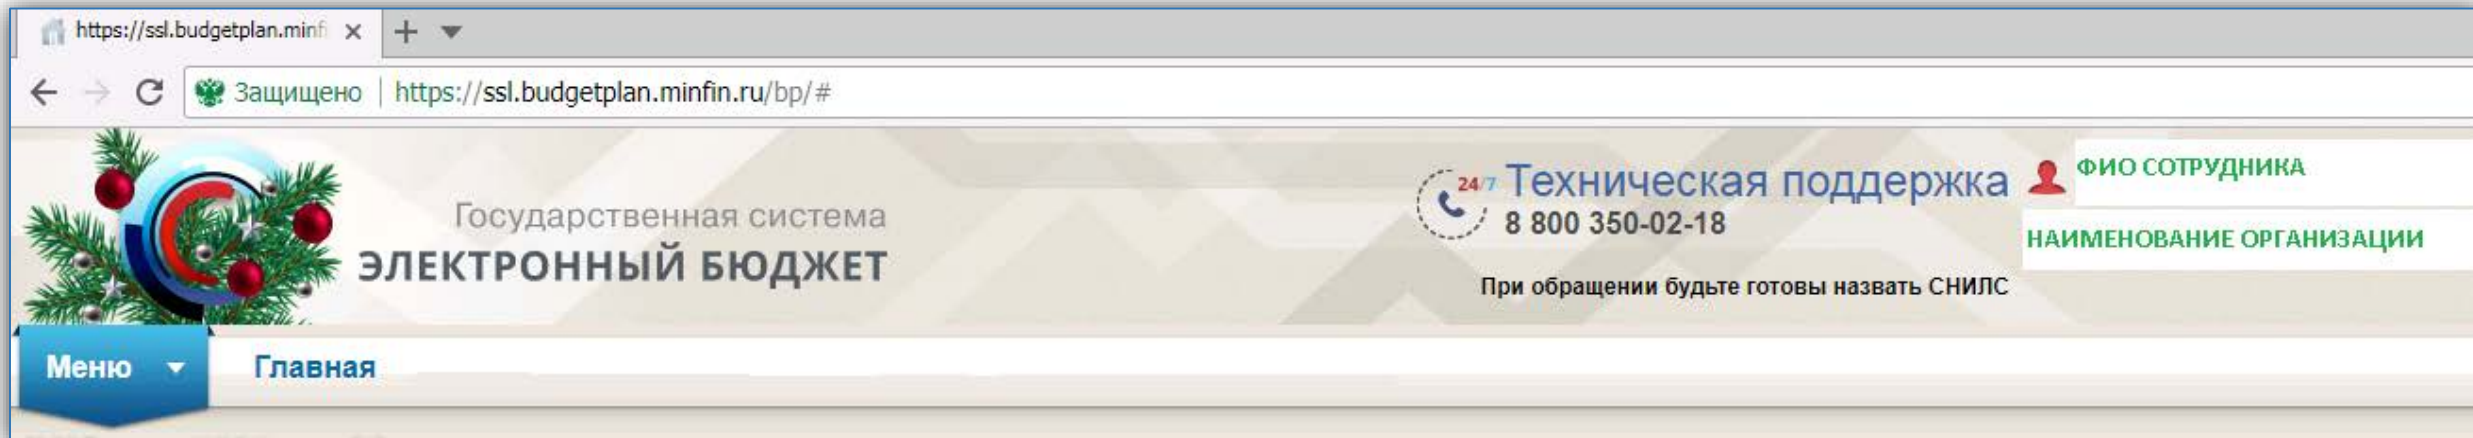 https://ssl.budgetplan.minfi
Защищено | https://ssl.budgetplan.minfin.ru/bp/#
Государственная система
ЭЛЕКТРОННЫЙ БЮДЖЕТ
24/7 Техническая поддержка
8 800 350-02-18
При обращении будьте готовы назвать СНИЛС
ФИО СОТРУДНИКА
НАИМЕНОВАНИЕ ОРГАНИЗАЦИИ
Меню
Главная